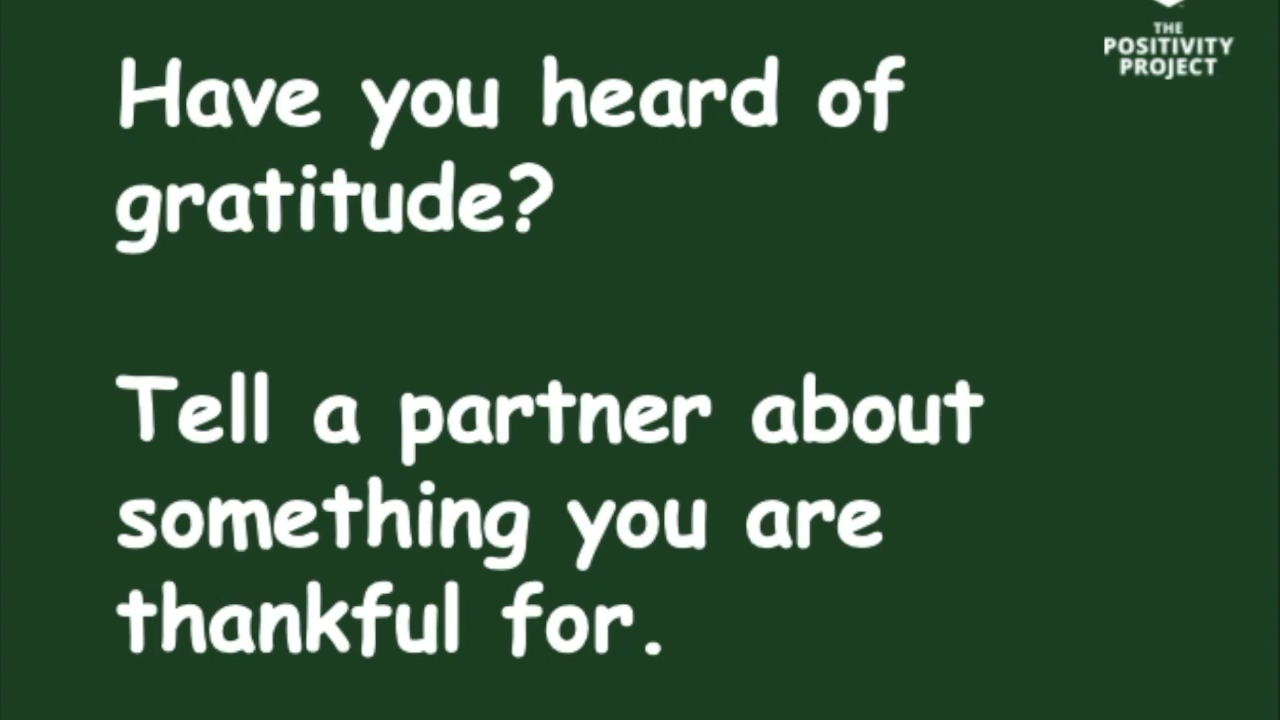 THE
POSITIVITY
PROJECT
Have you heard of
gratitude?
Tell a partner about
something you are
thankful for.